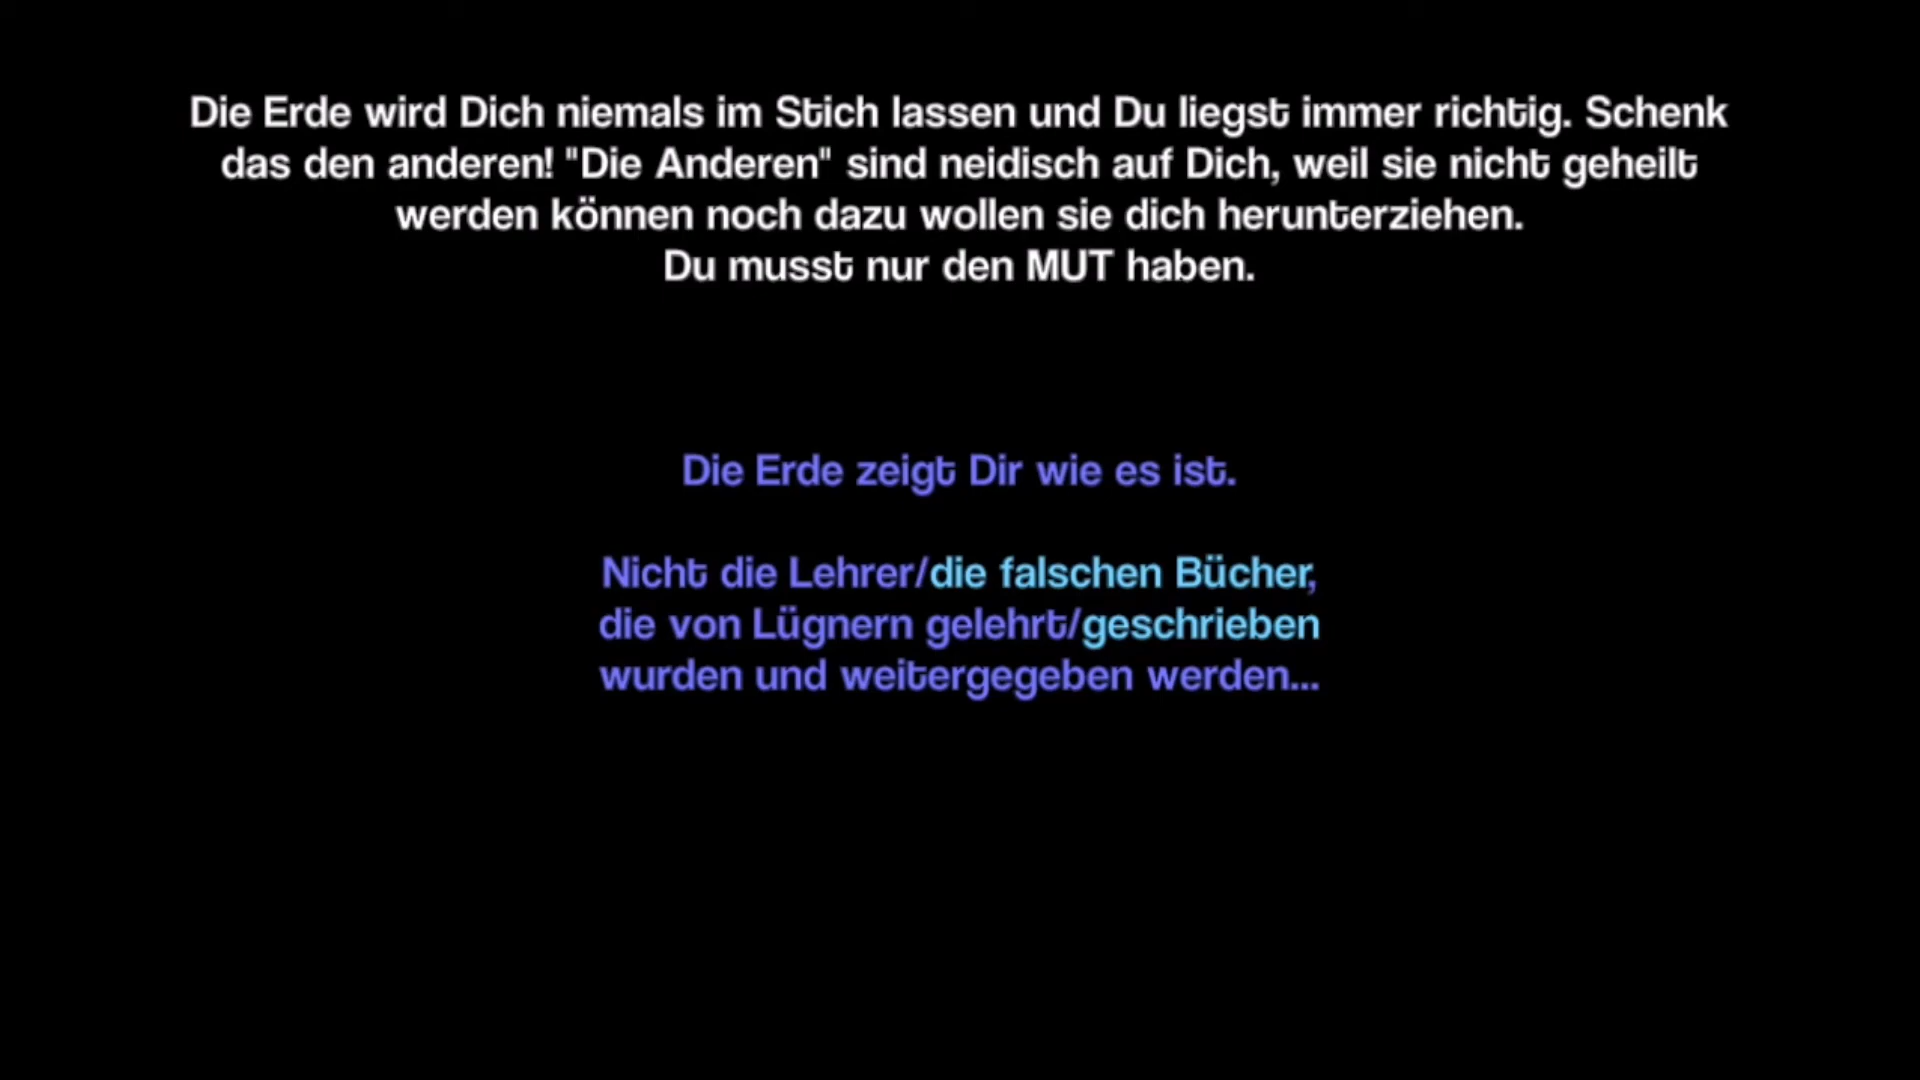 Die Erde wird Dich niemals im Stich lassen und Du liegst immer richtig. Schenk
das den anderen! "Die Anderen" sind neidisch auf Dich, weil sie nicht geheilt
werden können noch dazu wollen sie dich herunterziehen.
Du musst nur den MUT haben.
Die Erde zeigt Dir wie es ist.
Nicht die Lehrer/die falschen Bücher,
die von Lügnern gelehrt/geschrieben
wurden und weitergegeben werden...